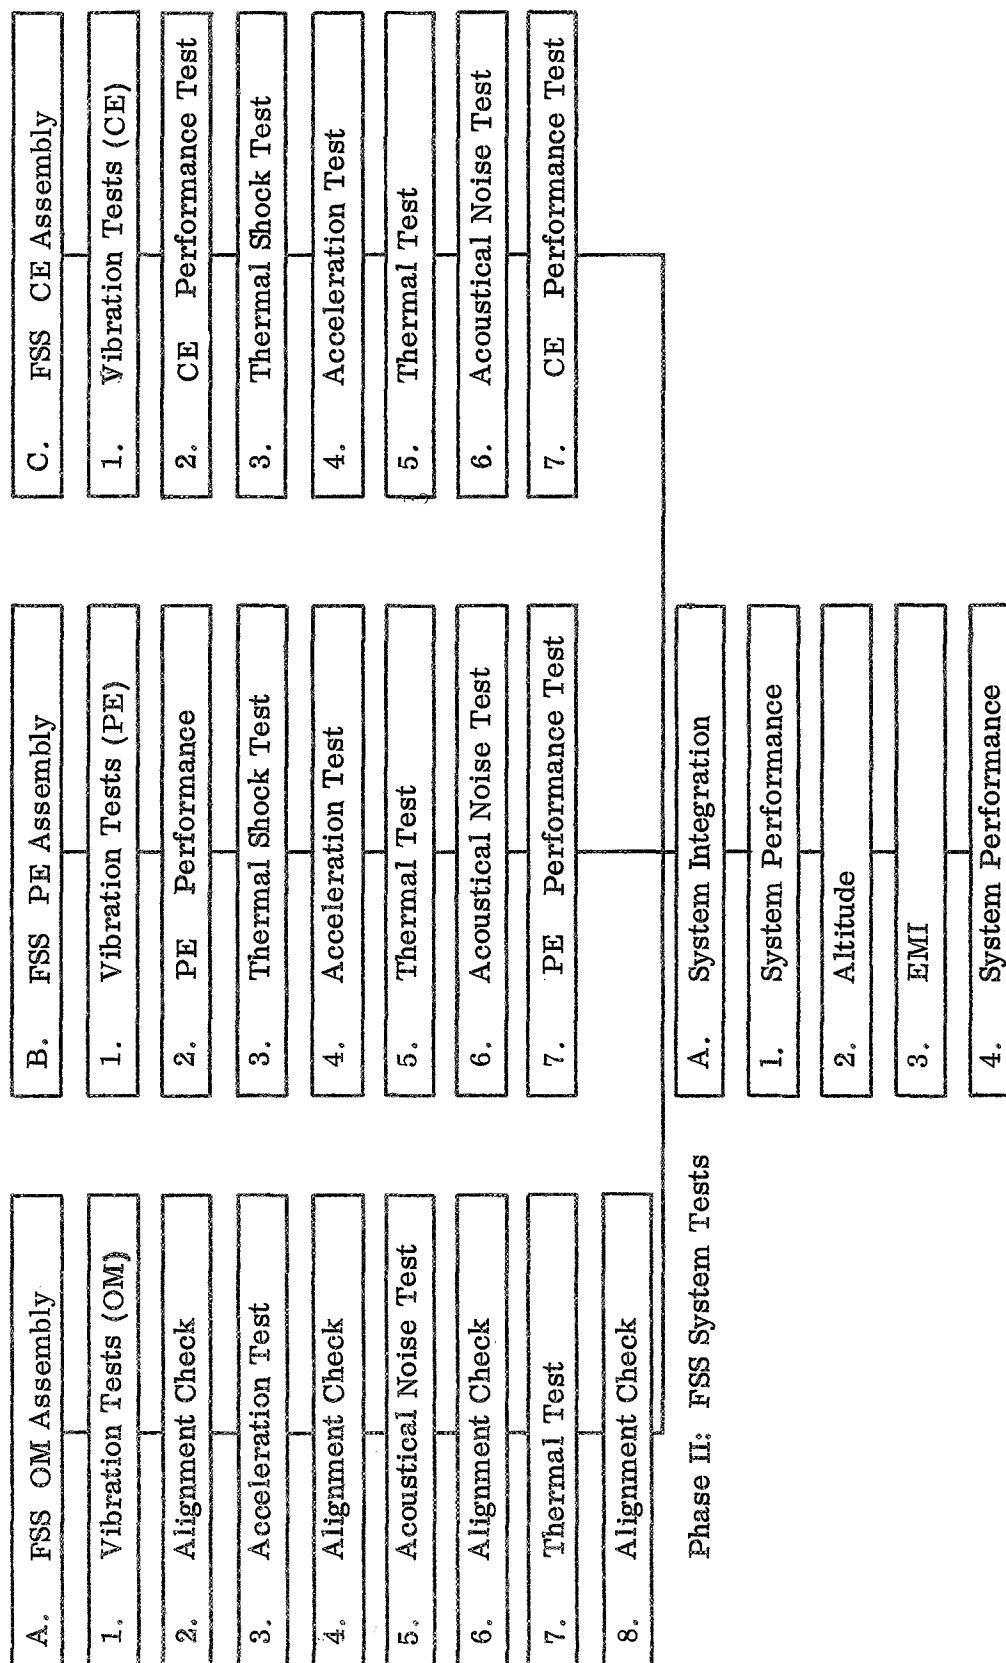 A. FSS OM Assembly
1. Vibration Tests (OM)
2. Alignment Check
3. Acceleration Test
4. Alignment Check
5. Acoustical Noise Test
6. Alignment Check
7. Thermal Test
8. Alignment Check
B. FSS PE Assembly
1. Vibration Tests (PE)
2. PE Performance
3. Thermal Shock Test
4. Acceleration Test
5. Thermal Test
6. Acoustical Noise Test
7. PE Performance Test
C. FSS CE Assembly
1. Vibration Tests (CE)
2. CE Performance Test
3. Thermal Shock Test
4. Acceleration Test
5. Thermal Test
6. Acoustical Noise Test
7. CE Performance Test
Phase II: FSS System Tests
A. System Integration
1. System Performance
2. Altitude
3. EMI
4. System Performance